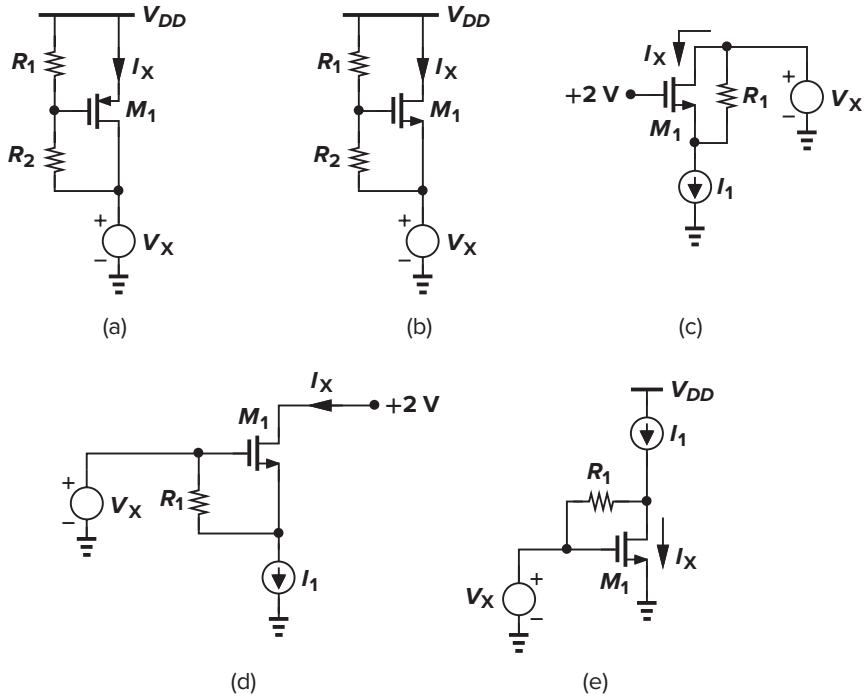 V_DD
R_1
I_X
M_1
R_2
+
−
V_X
(a)
V_DD
R_1
I_X
M_1
R_2
+
−
V_X
(b)
I_X
+2 V
M_1
R_1
+
−
V_X
I_1
(c)
I_X
+2 V
M_1
+
−
V_X
R_1
I_1
(d)
V_DD
I_1
R_1
M_1
I_X
V_X
+
−
(e)